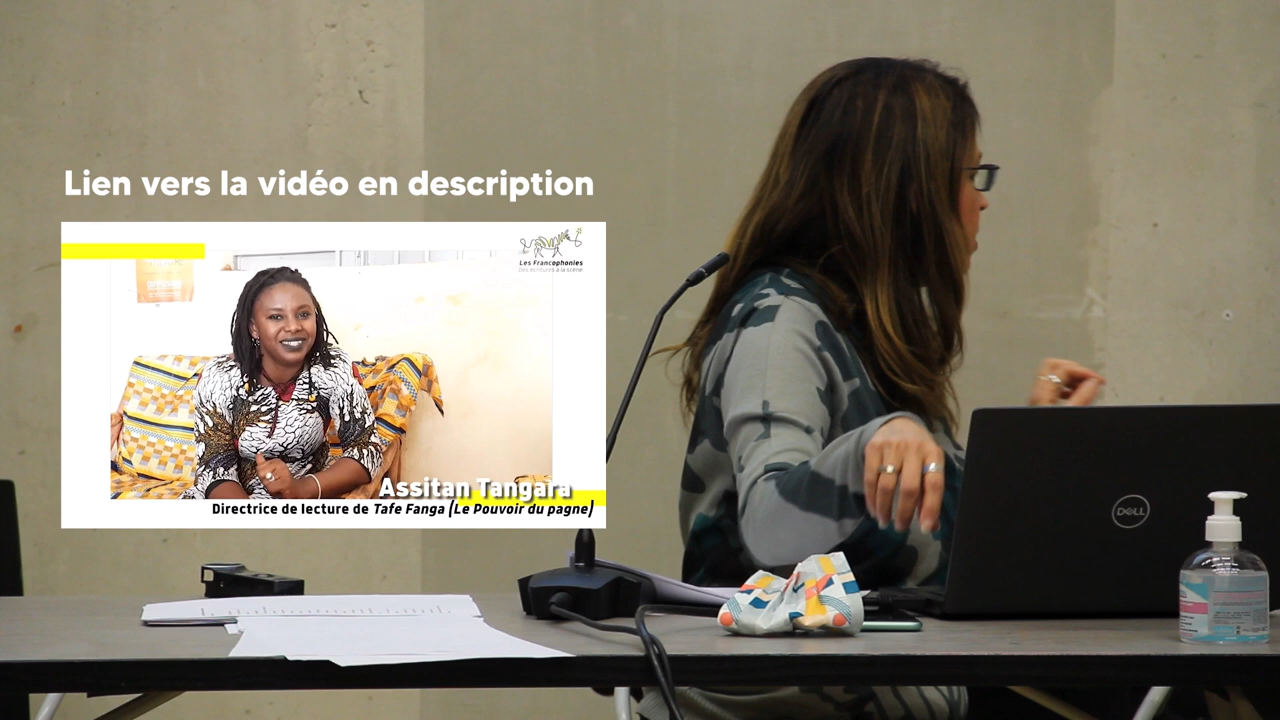 Lien vers la vidéo en description
Les Francophonies
Des écritures à la scène
Assitan Tangara
Directrice de lecture de Tafe Fanga (Le Pouvoir du pagne)
DELL